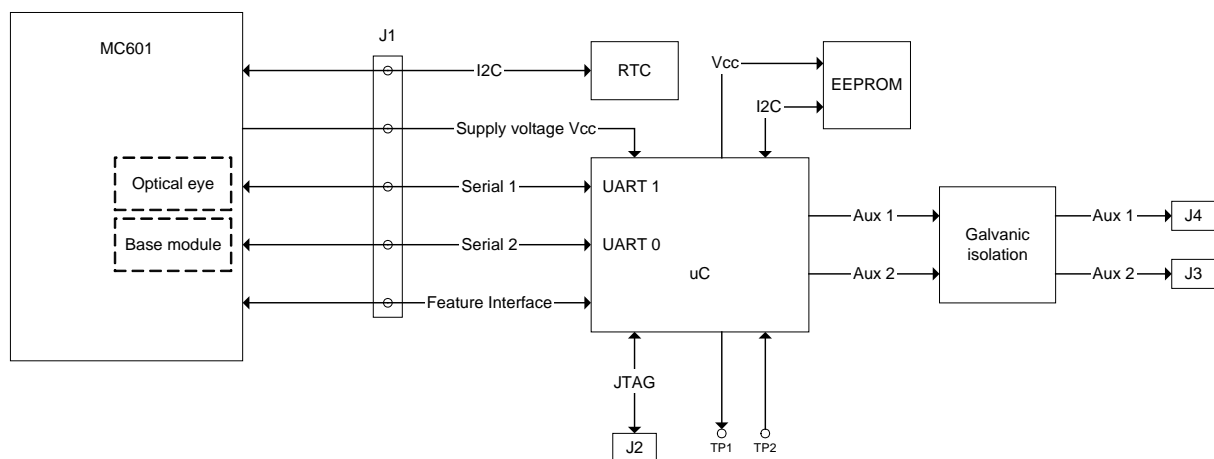 MC601
J1
I2C
RTC
Vcc
EEPROM
I2C
Supply voltage Vcc
Optical eye
Serial 1
UART 1
Base module
Serial 2
UART 0
uC
Feature Interface
Aux 1
Aux 2
Galvanic
isolation
Aux 1
J4
Aux 2
J3
JTAG
J2
TP1
TP2